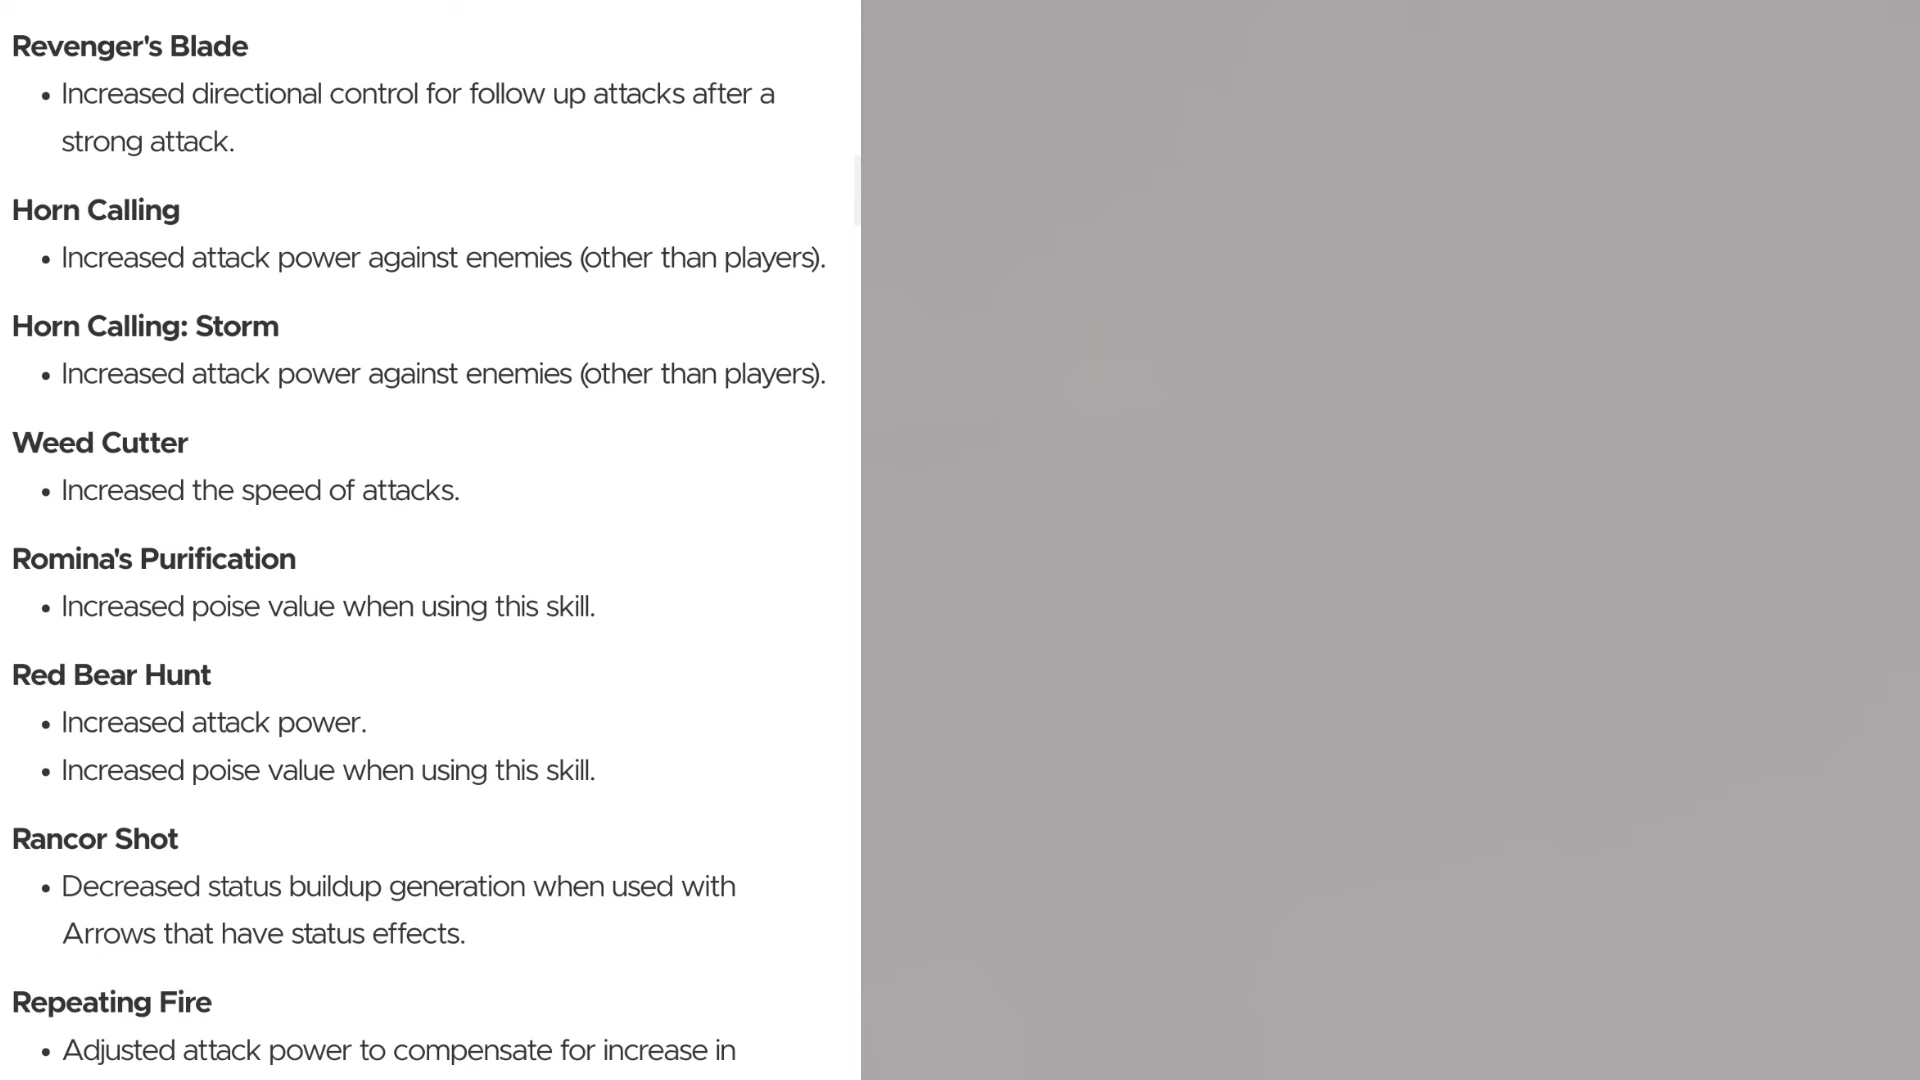 Revenger's Blade
• Increased directional control for follow up attacks after a
strong attack.
Horn Calling
• Increased attack power against enemies (other than players).
Horn Calling: Storm
• Increased attack power against enemies (other than players).
Weed Cutter
• Increased the speed of attacks.
Romina's Purification
• Increased poise value when using this skill.
Red Bear Hunt
• Increased attack power.
• Increased poise value when using this skill.
Rancor Shot
• Decreased status buildup generation when used with
Arrows that have status effects.
Repeating Fire
• Adjusted attack power to compensate for increase in